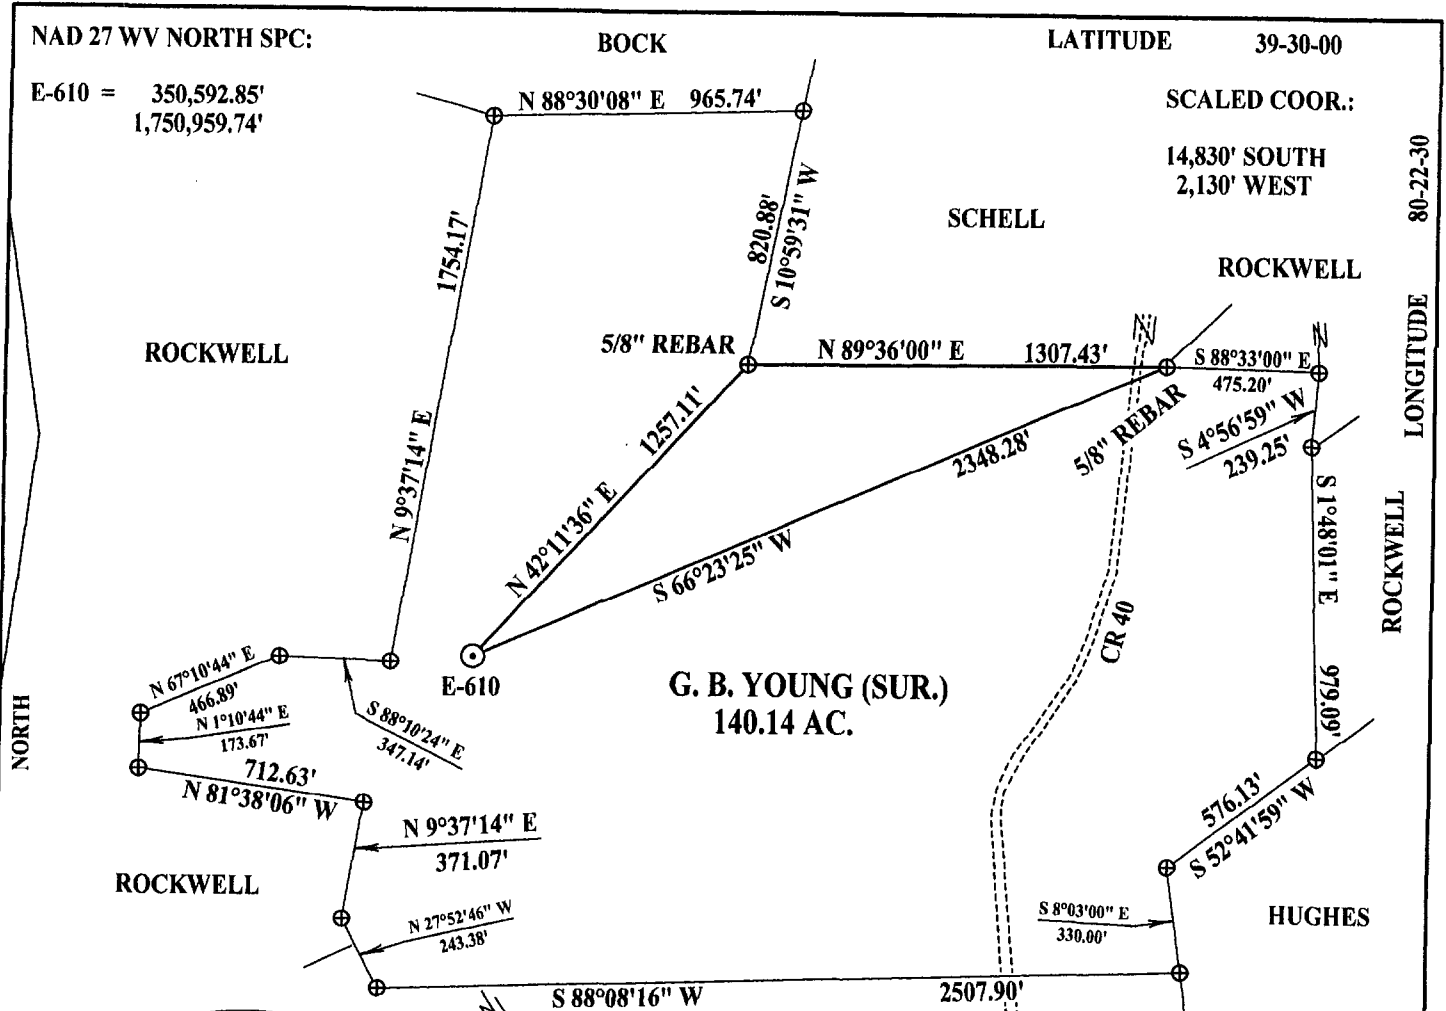 NAD 27 WV NORTH SPC:
E-610 = 350,592.85'
1,750,959.74'
BOCK
LATITUDE 39-30-00
SCALED COOR.:
14,830' SOUTH
2,130' WEST
80-22-30
LONGITUDE
N 88°30'08" E 965.74'
820.88'
S 10°59'31" W
SCHELL
ROCKWELL
1754.17'
N 9°37'14" E
ROCKWELL
5/8" REBAR
N 89°36'00" E 1307.43'
S 88°33'00" E
475.20'
S 4°56'59" W
239.25'
5/8" REBAR
1257.11'
N 42°11'36" E
2348.28'
S 66°23'25" W
S 1°48'01" E 979.09'
ROCKWELL
CR 40
E-610
G. B. YOUNG (SUR.)
140.14 AC.
N 67°10'44" E
466.89'
N 1°10'44" E
173.67'
S 88°10'24" E
347.14'
NORTH
712.63'
N 81°38'06" W
N 9°37'14" E
371.07'
576.13'
S 52°41'59" W
ROCKWELL
N 27°52'46" W
243.38'
S 8°03'00" E
330.00'
HUGHES
S 88°08'16" W 2507.90'